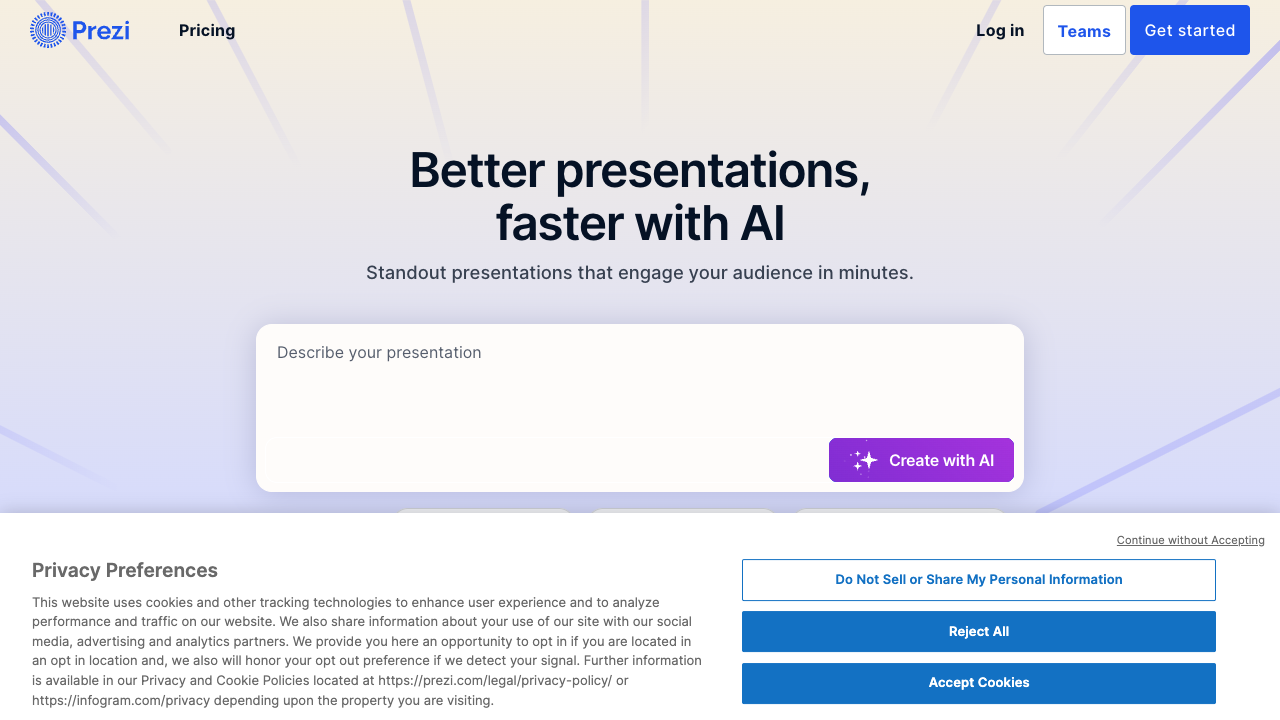 Prezi
Pricing
Log in
Teams
Get started
Better presentations,
faster with AI
Standout presentations that engage your audience in minutes.
Describe your presentation
Create with AI
Continue without Accepting
Privacy Preferences
This website uses cookies and other tracking technologies to enhance user experience and to analyze
performance and traffic on our website. We also share information about your use of our site with our social
media, advertising and analytics partners. We provide you here an opportunity to opt in if you are located in
an opt in location and, we also will honor your opt out preference if we detect your signal. Further information
is available in our Privacy and Cookie Policies located at https://prezi.com/legal/privacy-policy/ or
https://infogram.com/privacy depending upon the property you are visiting.
Do Not Sell or Share My Personal Information
Reject All
Accept Cookies